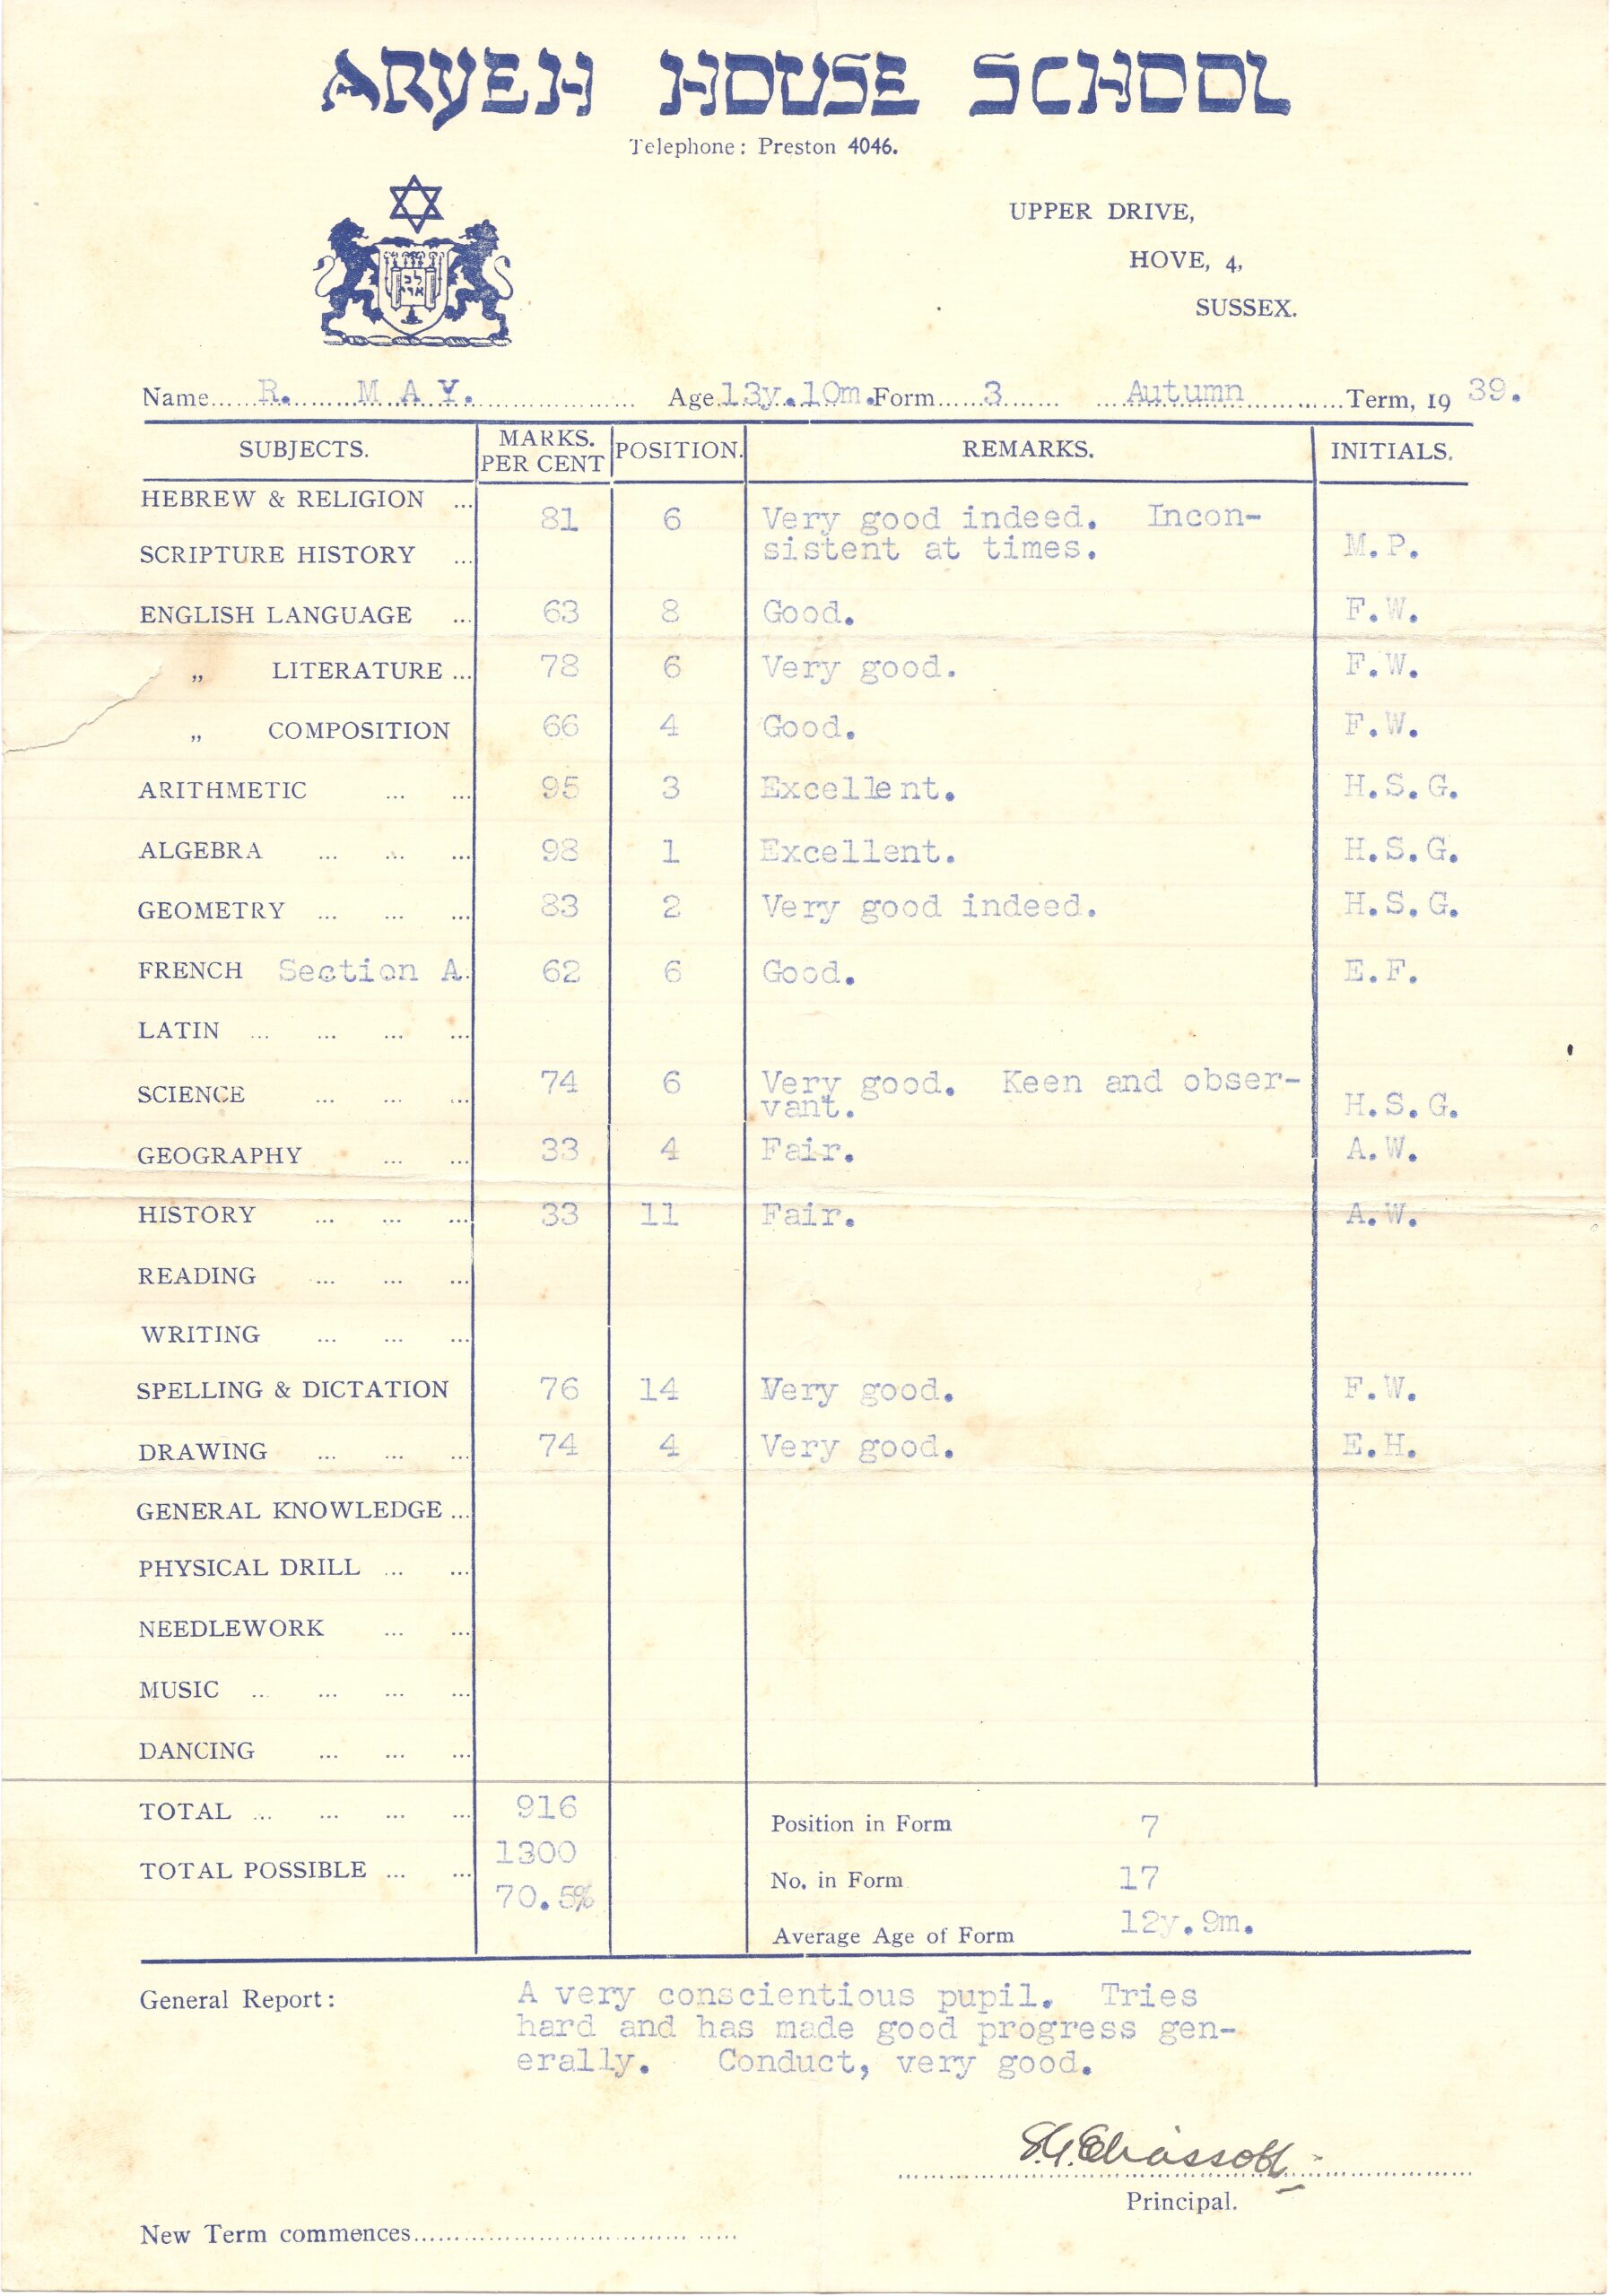 ARYEH HOUSE SCHOOL
Telephone: Preston 4046.
UPPER DRIVE,
HOVE, 4,
SUSSEX.
לב
ארי
Name R. M A Y. Age 13y.10m. Form 3 Autumn Term, 19 39.
SUBJECTS. MARKS. PER CENT POSITION. REMARKS. INITIALS.
HEBREW & RELIGION ... 81 6 Very good indeed. Incon-
SCRIPTURE HISTORY ... sistent at times. M.P.
ENGLISH LANGUAGE ... 63 8 Good. F.W.
„ LITERATURE ... 78 6 Very good. F.W.
„ COMPOSITION 66 4 Good. F.W.
ARITHMETIC ... ... 95 3 Excellent. H.S.G.
ALGEBRA ... ... ... 98 1 Excellent. H.S.G.
GEOMETRY ... ... ... 83 2 Very good indeed. H.S.G.
FRENCH Section A. 62 6 Good. E.F.
LATIN ... ... ... ...
SCIENCE ... ... ... 74 6 Very good. Keen and obser-
vant. H.S.G.
GEOGRAPHY ... ... 33 4 Fair. A.W.
HISTORY ... ... ... 33 11 Fair. A.W.
READING ... ... ...
WRITING ... ... ...
SPELLING & DICTATION 76 14 Very good. F.W.
DRAWING ... ... ... 74 4 Very good. E.H.
GENERAL KNOWLEDGE ...
PHYSICAL DRILL ... ...
NEEDLEWORK ... ...
MUSIC ... ... ... ...
DANCING ... ... ...
TOTAL ... ... ... ... 916 Position in Form 7
TOTAL POSSIBLE ... ... 1300 No. in Form 17
70.5% Average Age of Form 12y.9m.
General Report: A very conscientious pupil. Tries
hard and has made good progress gen-
erally. Conduct, very good.
S.G. Eliassoff
Principal.
New Term commences